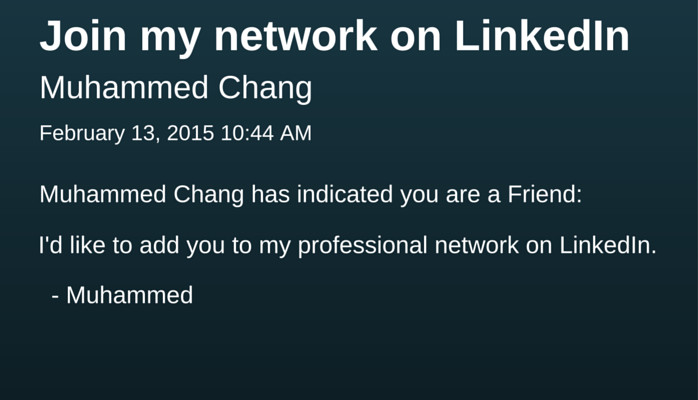 Join my network on LinkedIn
Muhammed Chang
February 13, 2015 10:44 AM
Muhammed Chang has indicated you are a Friend:
I'd like to add you to my professional network on LinkedIn.
- Muhammed